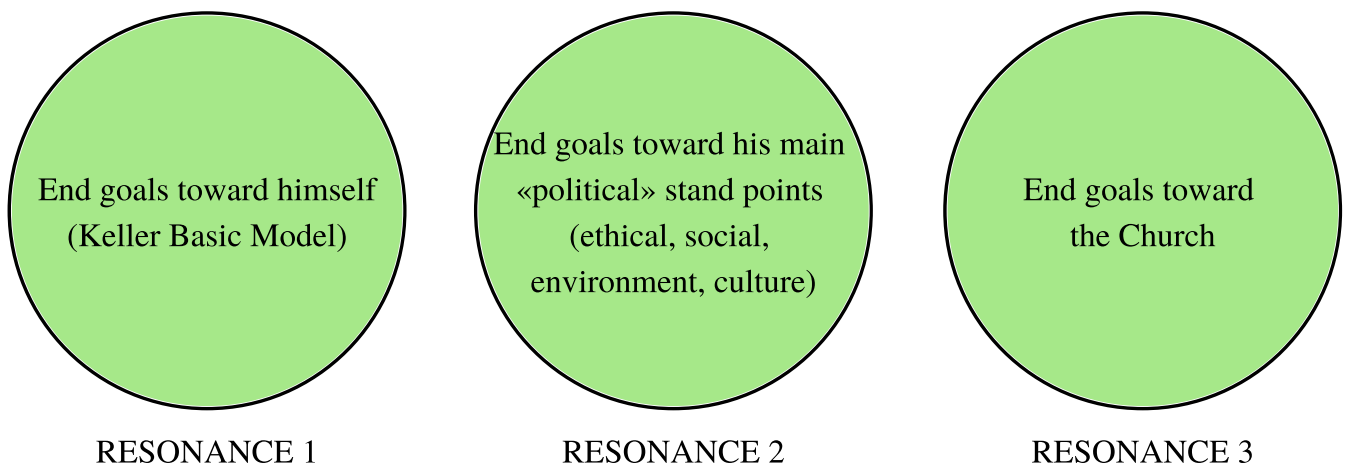 End goals toward himself
(Keller Basic Model)
RESONANCE 1
End goals toward his main
«political» stand points
(ethical, social,
environment, culture)
RESONANCE 2
End goals toward
the Church
RESONANCE 3